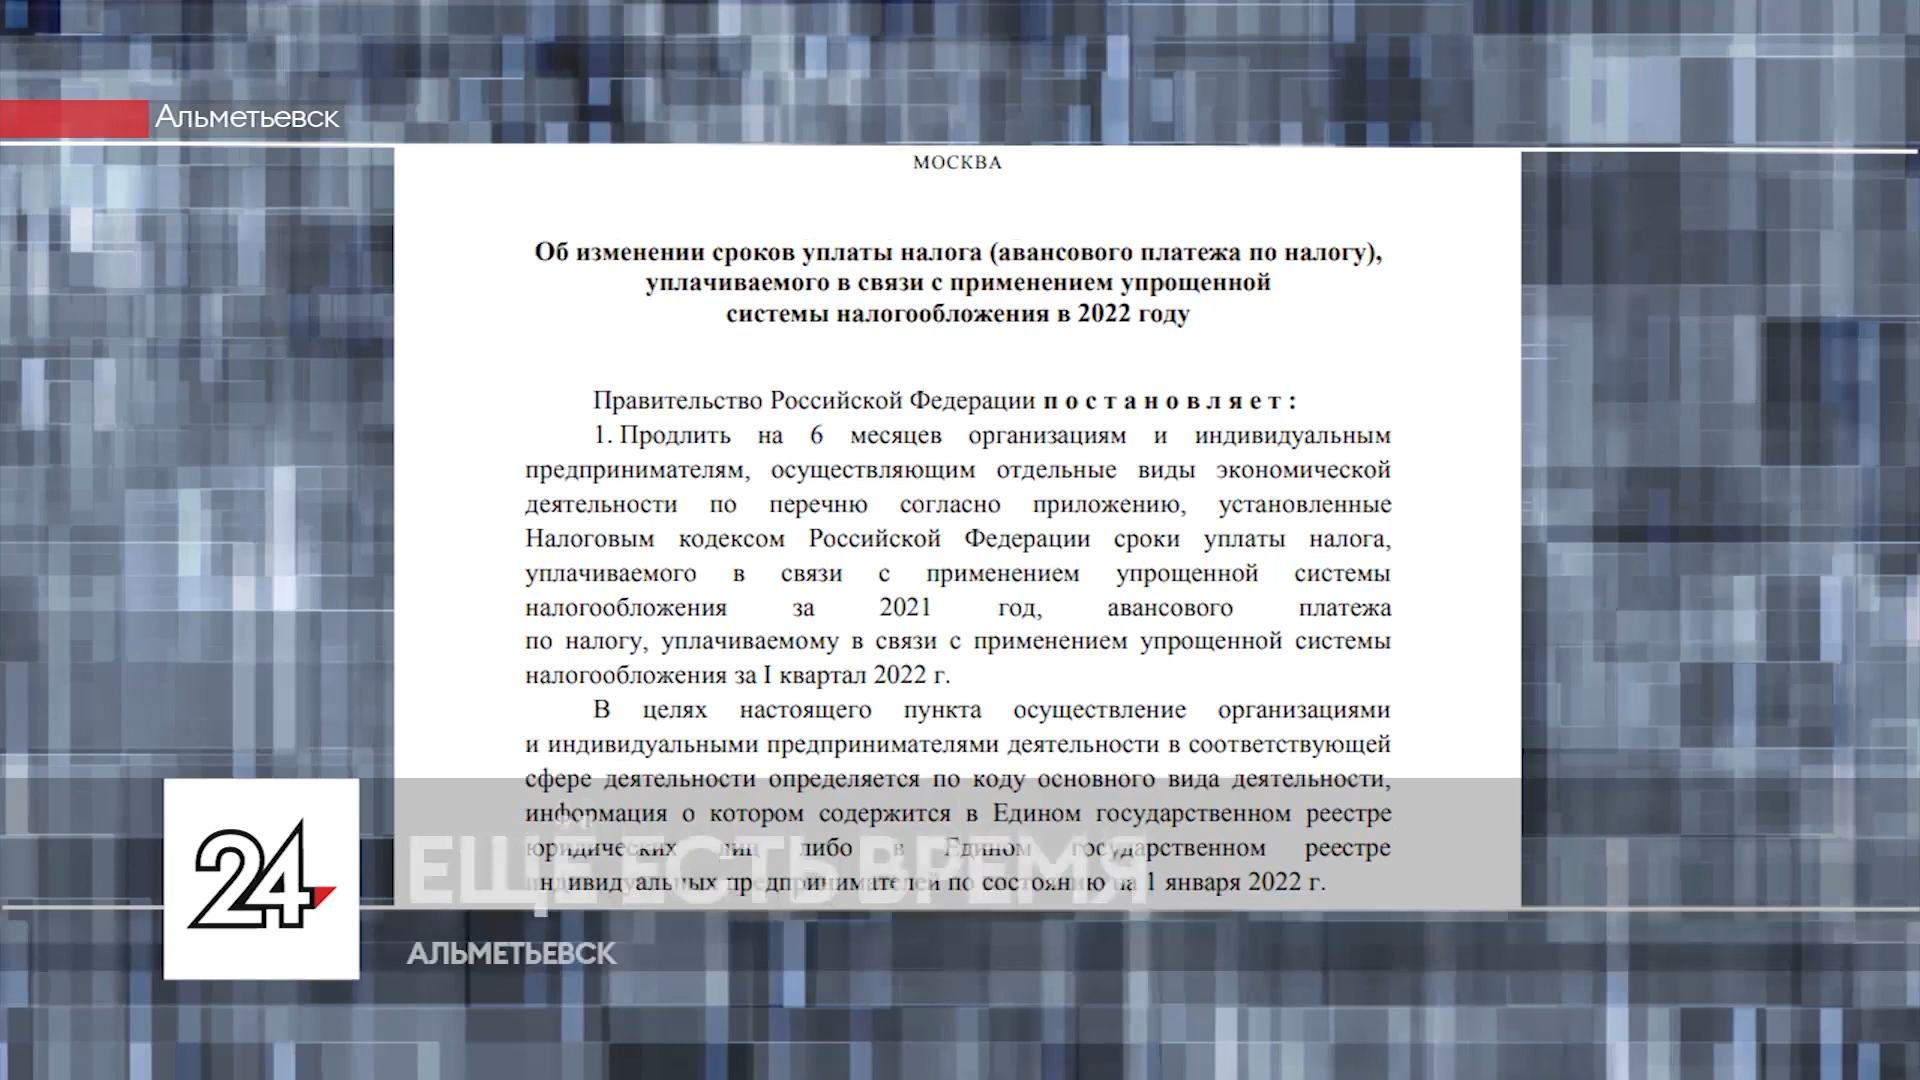 Альметьевск
МОСКВА
Об изменении сроков уплаты налога (авансового платежа по налогу),
уплачиваемого в связи с применением упрощенной
системы налогообложения в 2022 году
Правительство Российской Федерации п о с т а н о в л я е т :
1. Продлить на 6 месяцев организациям и индивидуальным
предпринимателям, осуществляющим отдельные виды экономической
деятельности по перечню согласно приложению, установленные
Налоговым кодексом Российской Федерации сроки уплаты налога,
уплачиваемого в связи с применением упрощенной системы
налогообложения за 2021 год, авансового платежа
по налогу, уплачиваемому в связи с применением упрощенной системы
налогообложения за I квартал 2022 г.
В целях настоящего пункта осуществление организациями
и индивидуальными предпринимателями деятельности в соответствующей
сфере деятельности определяется по коду основного вида деятельности,
информация о котором содержится в Едином государственном реестре
юридических лиц либо в Едином государственном реестре
индивидуальных предпринимателей по состоянию на 1 января 2022 г.
24
ЕЩЁ ЕСТЬ ВРЕМЯ
АЛЬМЕТЬЕВСК